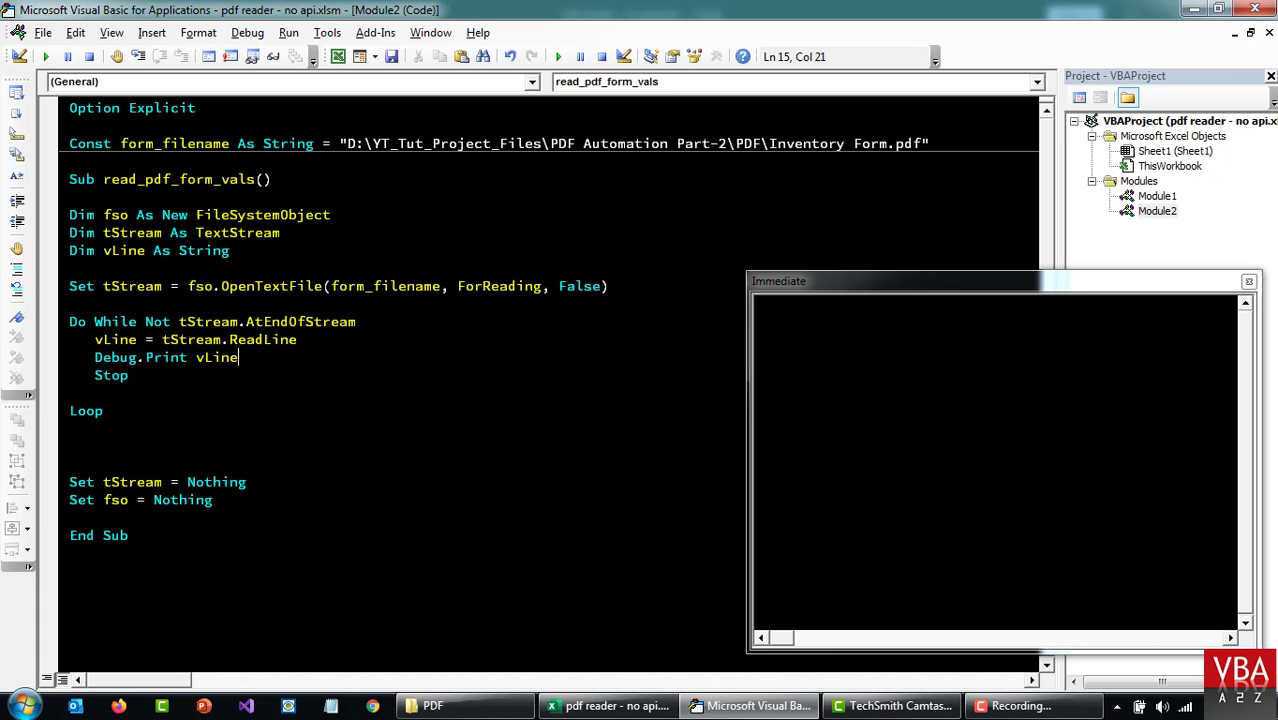 Microsoft Visual Basic for Applications - pdf reader - no api.xlsm - [Module2 (Code)]
File Edit View Insert Format Debug Run Tools Add-Ins Window Help
Ln 15, Col 21
(General)
read_pdf_form_vals
Option Explicit
Const form_filename As String = "D:\YT_Tut_Project_Files\PDF Automation Part-2\PDF\Inventory Form.pdf"
Sub read_pdf_form_vals()
Dim fso As New FileSystemObject
Dim tStream As TextStream
Dim vLine As String
Set tStream = fso.OpenTextFile(form_filename, ForReading, False)
Do While Not tStream.AtEndOfStream
vLine = tStream.ReadLine
Debug.Print vLine
Stop
Loop
Set tStream = Nothing
Set fso = Nothing
End Sub
Project - VBAProject
VBAProject (pdf reader - no api.x
Microsoft Excel Objects
Sheet1 (Sheet1)
ThisWorkbook
Modules
Module1
Module2
Immediate
VBA
A 2 Z
PDF
pdf reader - no api....
Microsoft Visual Ba...
TechSmith Camtas...
Recording...